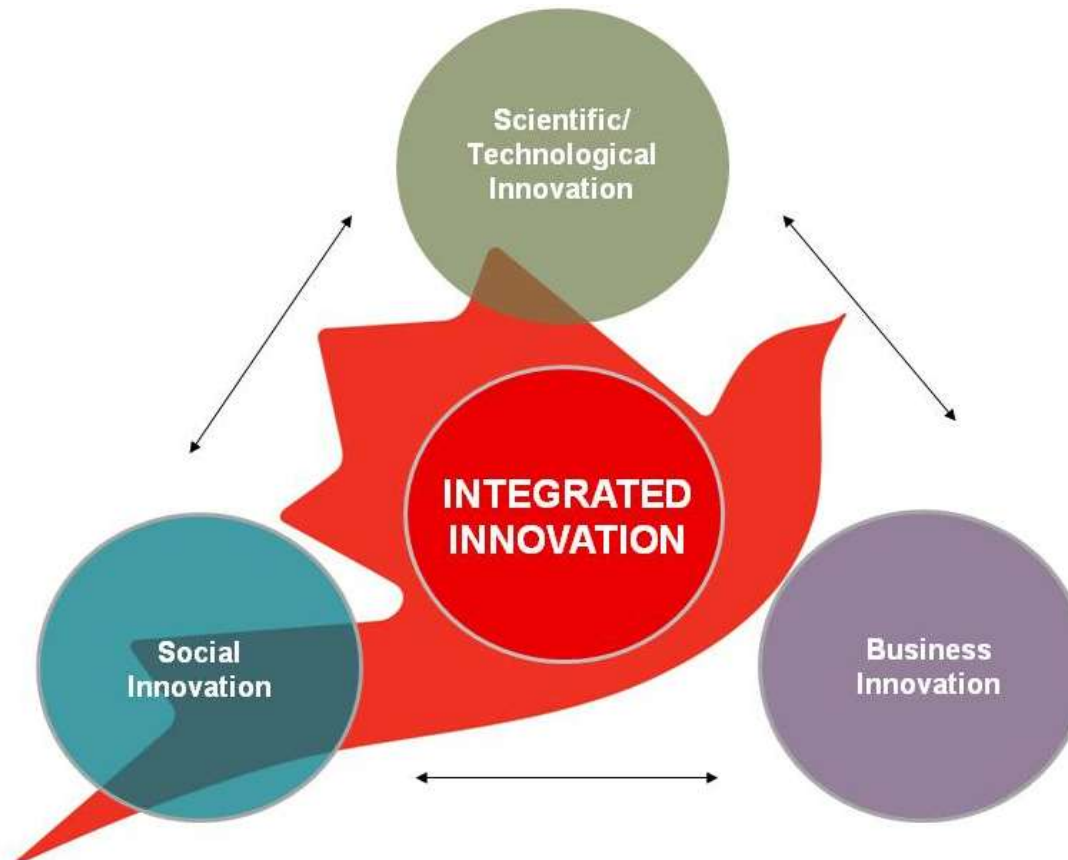 Scientific/
Technological
Innovation
INTEGRATED
INNOVATION
Social
Innovation
Business
Innovation